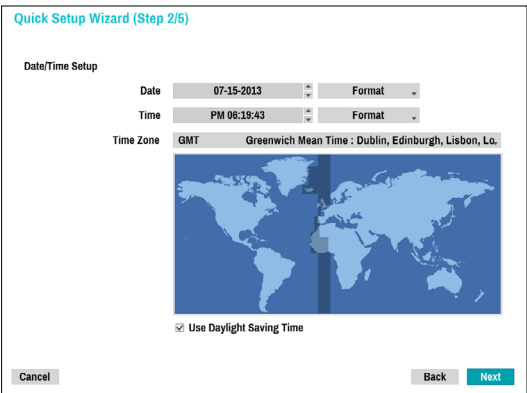 Quick Setup Wizard (Step 2/5)
Date/Time Setup
Date 07-15-2013 Format
Time PM 06:19:43 Format
Time Zone GMT Greenwich Mean Time : Dublin, Edinburgh, Lisbon, Lo
Use Daylight Saving Time
Cancel Back Next